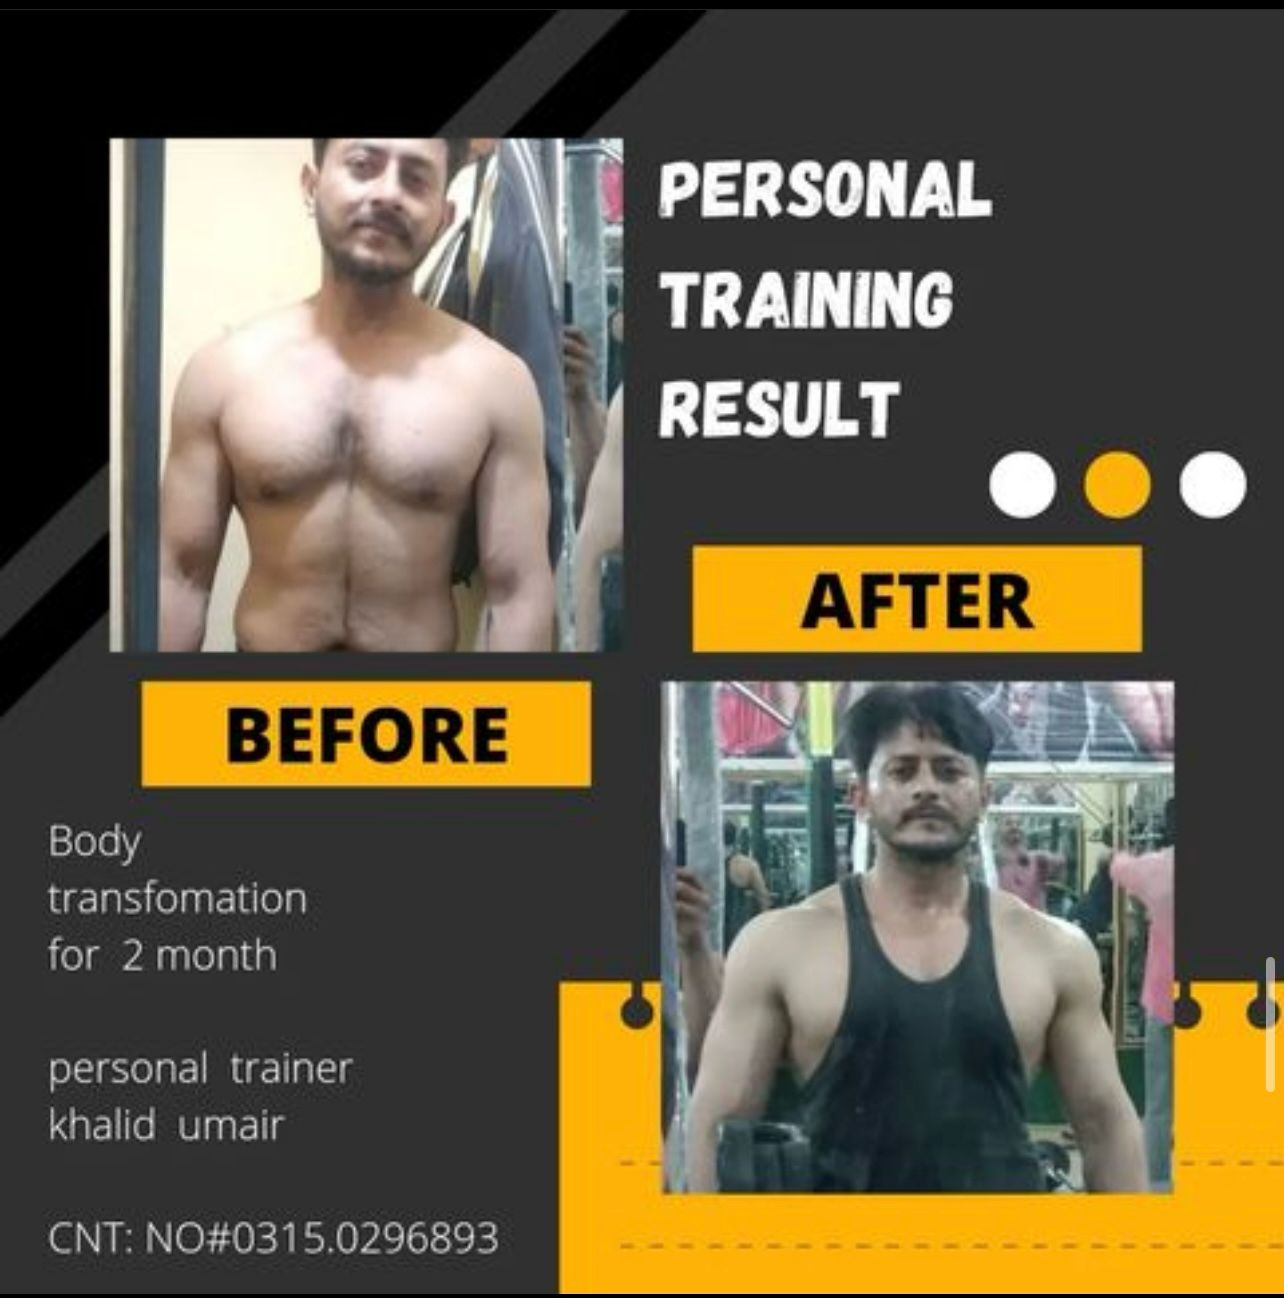 PERSONAL
TRAINING
RESULT
AFTER
BEFORE
Body
transfomation
for 2 month
personal trainer
khalid umair
CNT: NO#0315.0296893